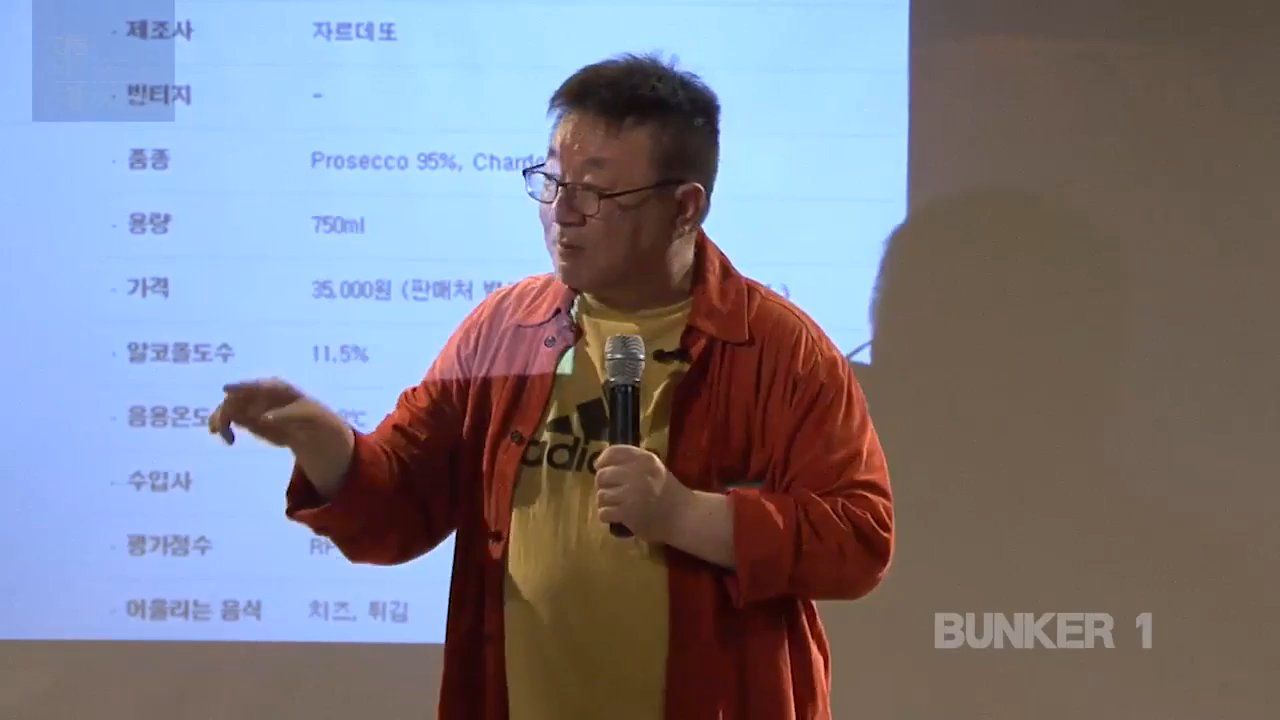 · 제조사 자르데또
· 빈티지 -
· 품종 Prosecco 95%, Chard
· 용량 750ml
· 가격 35,000원 (판매처
· 알코올도수 11.5%
· 음용온도 ℃
· 수입사
· 평가점수 RP
· 어울리는 음식 치즈, 튀김
adid
BUNKER 1